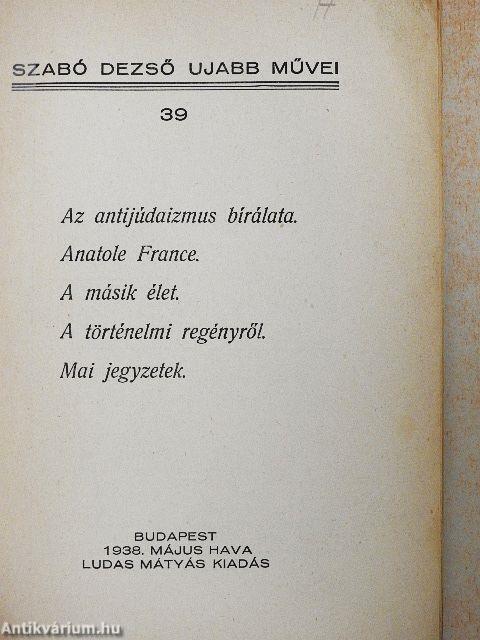 SZABÓ DEZSŐ UJABB MŰVEI
39
Az antijúdaizmus bírálata.
Anatole France.
A másik élet.
A történelmi regényről.
Mai jegyzetek.
BUDAPEST
1938. MÁJUS HAVA
LUDAS MÁTYÁS KIADÁS
Antikvárium.hu